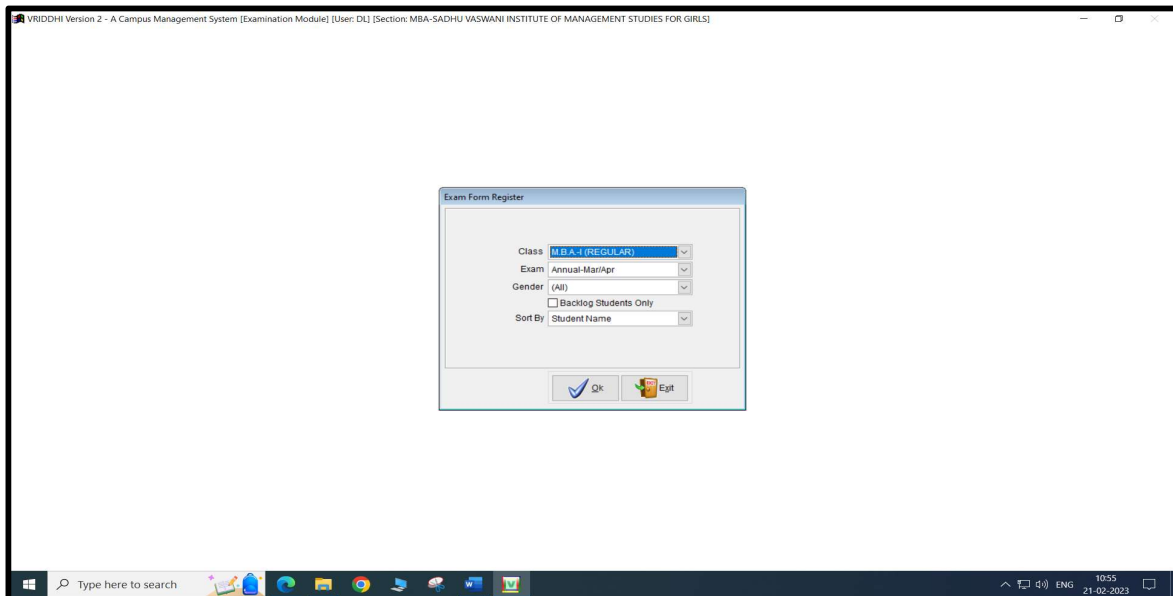 VRIDDHI Version 2 - A Campus Management System [Examination Module] [User: DL] [Section: MBA-SADHU VASWANI INSTITUTE OF MANAGEMENT STUDIES FOR GIRLS]
Exam Form Register
Class M.B.A.-I (REGULAR)
Exam Annual-Mar/Apr
Gender (All)
Backlog Students Only
Sort By Student Name
Ok Exit
Type here to search ENG 10:55
21-02-2023